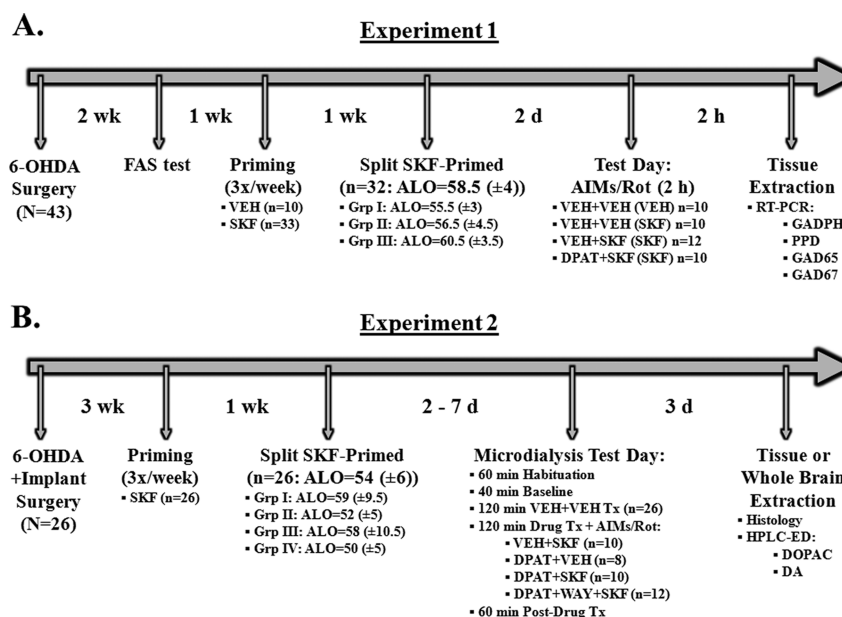 A.
Experiment 1
2 wk
1 wk
1 wk
2 d
2 h
6-OHDA
Surgery
(N=43)
FAS test
Priming
(3x/week)
▪ VEH (n=10)
▪ SKF (n=33)
Split SKF-Primed
(n=32: ALO=58.5 (±4))
▪ Grp I: ALO=55.5 (±3)
▪ Grp II: ALO=56.5 (±4.5)
▪ Grp III: ALO=60.5 (±3.5)
Test Day:
AIMs/Rot (2 h)
▪ VEH+VEH (VEH) n=10
▪ VEH+VEH (SKF) n=10
▪ VEH+SKF (SKF) n=12
▪ DPAT+SKF (SKF) n=10
Tissue
Extraction
▪ RT-PCR:
▪ GADPH
▪ PPD
▪ GAD65
▪ GAD67
B.
Experiment 2
3 wk
1 wk
2 - 7 d
3 d
6-OHDA
+Implant
Surgery
(N=26)
Priming
(3x/week)
▪ SKF (n=26)
Split SKF-Primed
(n=26: ALO=54 (±6))
▪ Grp I: ALO=59 (±9.5)
▪ Grp II: ALO=52 (±5)
▪ Grp III: ALO=58 (±10.5)
▪ Grp IV: ALO=50 (±5)
Microdialysis Test Day:
▪ 60 min Habituation
▪ 40 min Baseline
▪ 120 min VEH+VEH Tx (n=26)
▪ 120 min Drug Tx + AIMs/Rot:
▪ VEH+SKF (n=10)
▪ DPAT+VEH (n=8)
▪ DPAT+SKF (n=10)
▪ DPAT+WAY+SKF (n=12)
▪ 60 min Post-Drug Tx
Tissue or
Whole Brain
Extraction
▪ Histology
▪ HPLC-ED:
▪ DOPAC
▪ DA